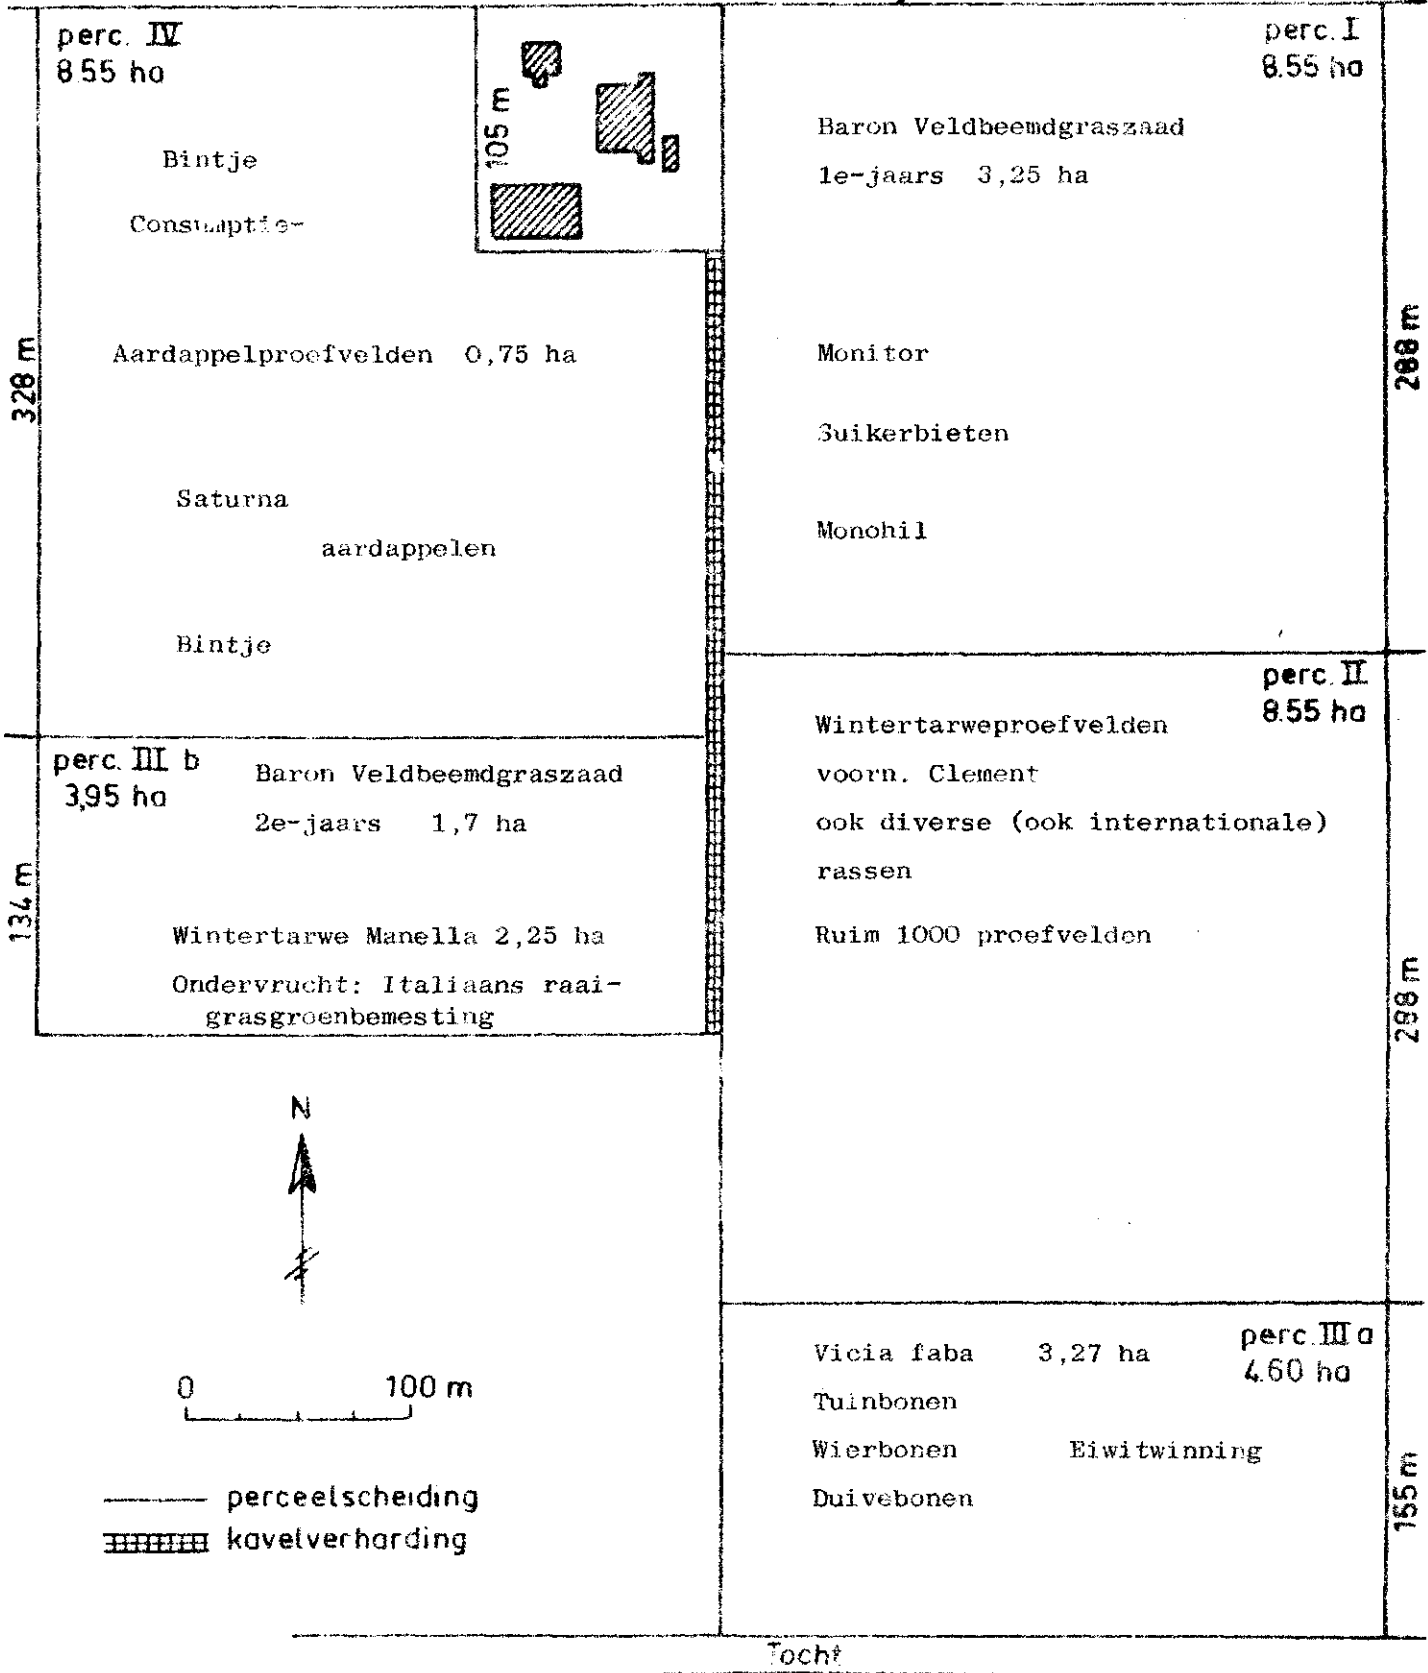 perc. IV
8.55 ha
Bintje
Consumptie-
105 m
328 m
Aardappelproefvelden 0,75 ha
Saturna
aardappelen
Bintje
perc. I
8.55 ha
Baron Veldbeemdgraszaad
1e-jaars 3,25 ha
Monitor
288 m
Suikerbieten
Monohil
perc. III b
3,95 ha
Baron Veldbeemdgraszaad
2e-jaars 1,7 ha
134 m
Wintertarwe Manella 2,25 ha
Ondervrucht: Italiaans raai-
grasgroenbemesting
perc. II
8.55 ha
Wintertarweproefvelden
voorn. Clement
ook diverse (ook internationale)
rassen
Ruim 1000 proefvelden
288 m
N
0 100 m
perceelscheiding
kavelverharding
perc. III a
4.60 ha
Vicia faba 3,27 ha
Tuinbonen
Wierbonen Eiwitwinning
Duivebonen
155 m
Tocht